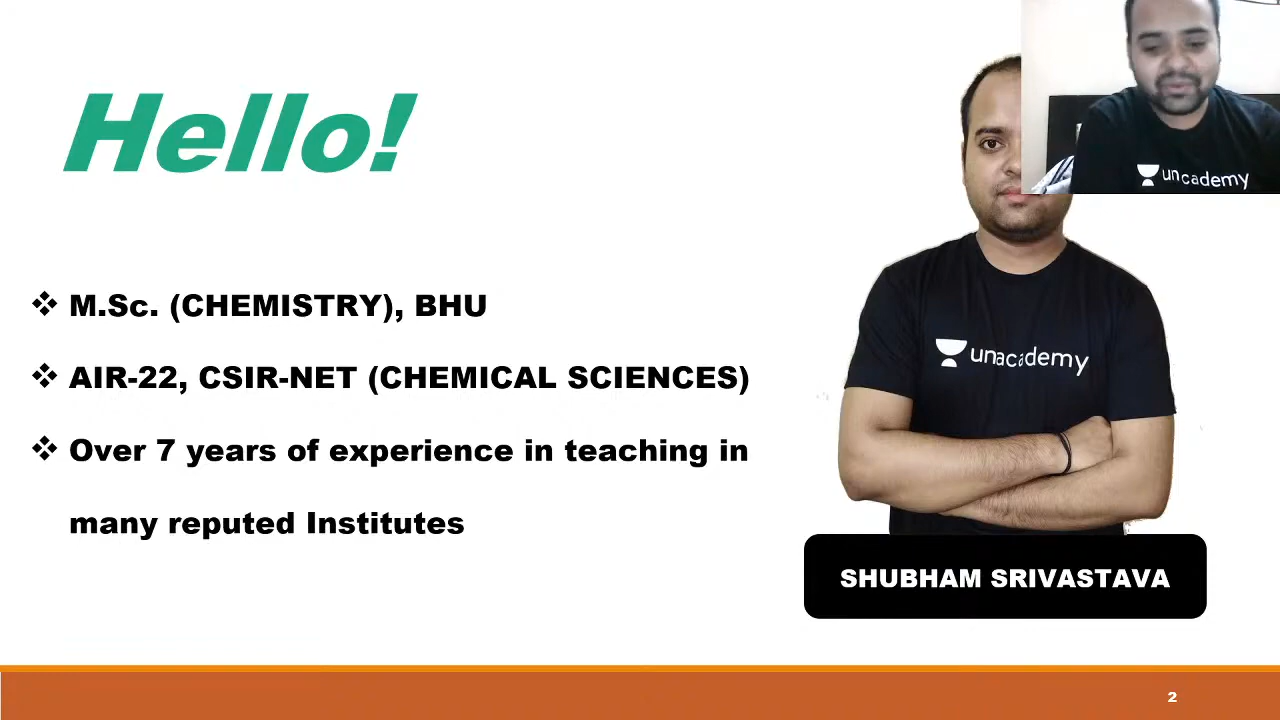 Hello!
unacademy
❖ M.Sc. (CHEMISTRY), BHU
❖ AIR-22, CSIR-NET (CHEMICAL SCIENCES)
unacademy
❖ Over 7 years of experience in teaching in
many reputed Institutes
SHUBHAM SRIVASTAVA
2